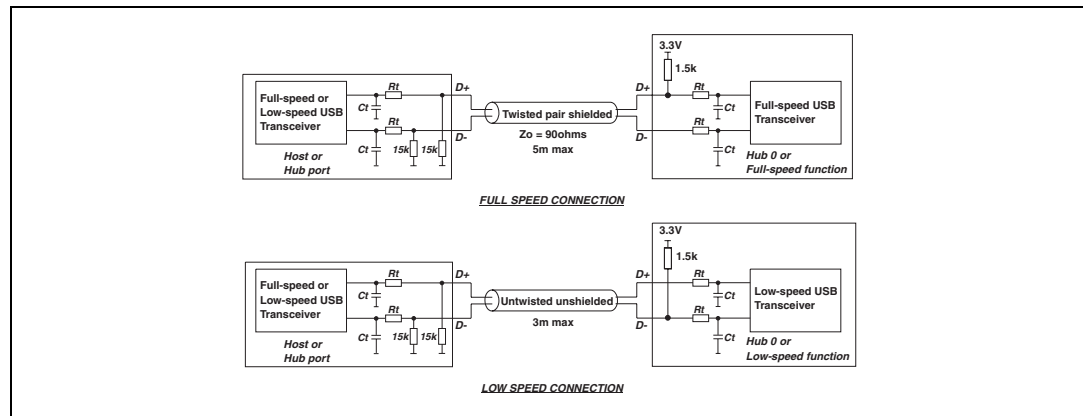 3.3V
1.5k
Full-speed or
Low-speed USB
Transceiver
Ct
Rt
D+
Ct
Rt
15k
15k
D-
Host or
Hub port
Twisted pair shielded
Zo = 90ohms
5m max
D+
Rt
Ct
D-
Rt
Ct
Full-speed USB
Transceiver
Hub 0 or
Full-speed function
FULL SPEED CONNECTION
3.3V
1.5k
Full-speed or
Low-speed USB
Transceiver
Ct
Rt
D+
Ct
Rt
15k
15k
D-
Host or
Hub port
Untwisted unshielded
3m max
D+
Rt
Ct
D-
Rt
Ct
Low-speed USB
Transceiver
Hub 0 or
Low-speed function
LOW SPEED CONNECTION